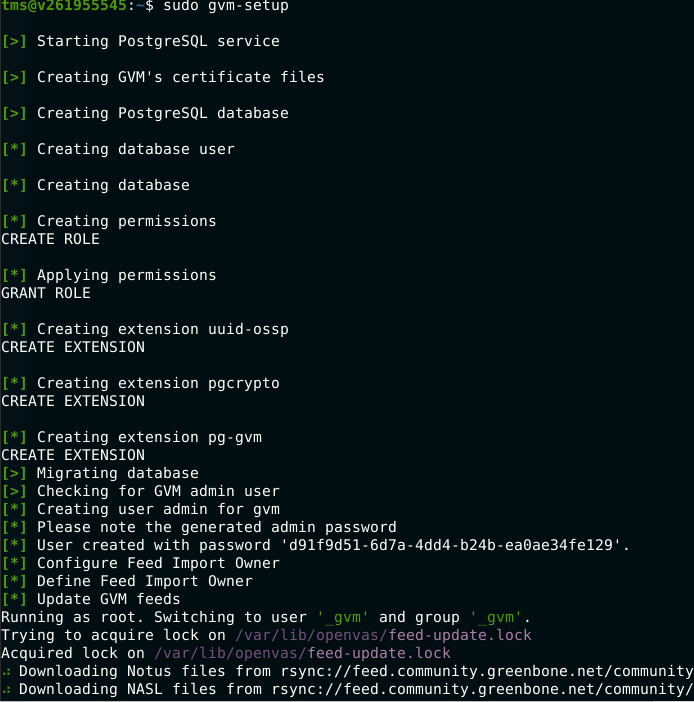 tms@v261955545:~$ sudo gvm-setup
[>] Starting PostgreSQL service
[>] Creating GVM's certificate files
[>] Creating PostgreSQL database
[*] Creating database user
[*] Creating database
[*] Creating permissions
CREATE ROLE
[*] Applying permissions
GRANT ROLE
[*] Creating extension uuid-ossp
CREATE EXTENSION
[*] Creating extension pgcrypto
CREATE EXTENSION
[*] Creating extension pg-gvm
CREATE EXTENSION
[>] Migrating database
[>] Checking for GVM admin user
[*] Creating user admin for gvm
[*] Please note the generated admin password
[*] User created with password 'd91f9d51-6d7a-4dd4-b24b-ea0ae34fe129'.
[*] Configure Feed Import Owner
[*] Define Feed Import Owner
[*] Update GVM feeds
Running as root. Switching to user '_gvm' and group '_gvm'.
Trying to acquire lock on /var/lib/openvas/feed-update.lock
Acquired lock on /var/lib/openvas/feed-update.lock
⠴ Downloading Notus files from rsync://feed.community.greenbone.net/community
⠴ Downloading NASL files from rsync://feed.community.greenbone.net/community/